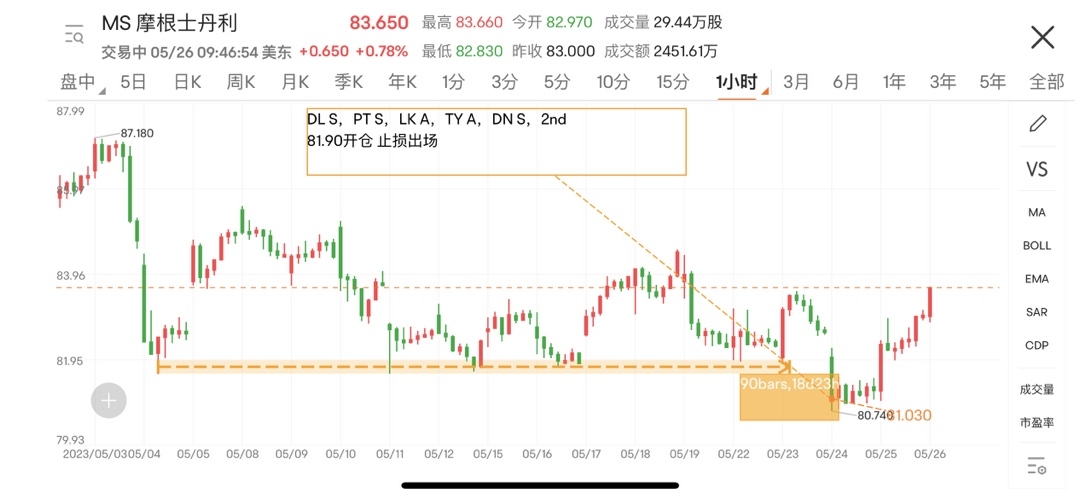 MS 摩根士丹利
83.650 最高 83.660 今开 82.970 成交量 29.44万股
交易中 05/26 09:46:54 美东 +0.650 +0.78% 最低 82.830 昨收 83.000 成交额 2451.61万
盘中 5日 日K 周K 月K 季K 年K 1分 3分 5分 10分 15分 1小时 3月 6月 1年 3年 5年 全部
87.99
DL S，PT S，LK A，TY A，DN S，2nd
81.90开仓 止损出场
87.180
83.96
81.95
79.93
90bars,18d23h
80.740
81.030
2023/05/03 05/04 05/05 05/08 05/09 05/10 05/11 05/12 05/15 05/16 05/17 05/18 05/19 05/22 05/23 05/24 05/25 05/26
VS
MA
BOLL
EMA
SAR
CDP
成交量
市盈率